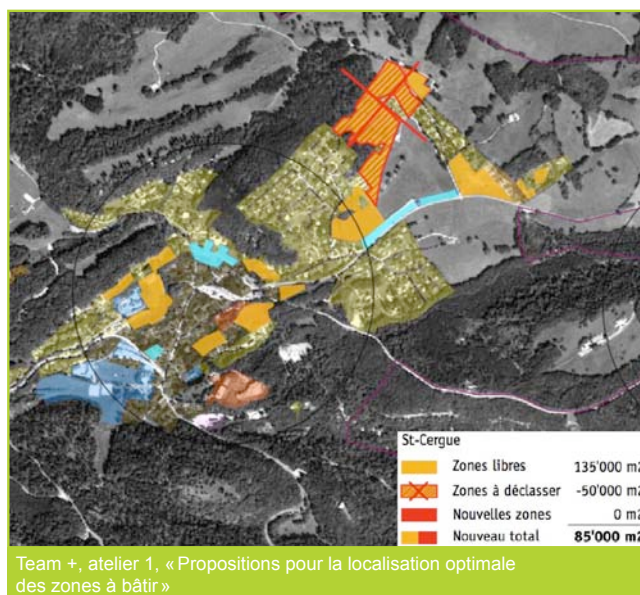 St-Cergue
Zones libres 135'000 m2
Zones à déclasser -50'000 m2
Nouvelles zones 0 m2
Nouveau total 85'000 m2
Team +, atelier 1, « Propositions pour la localisation optimale
des zones à bâtir »